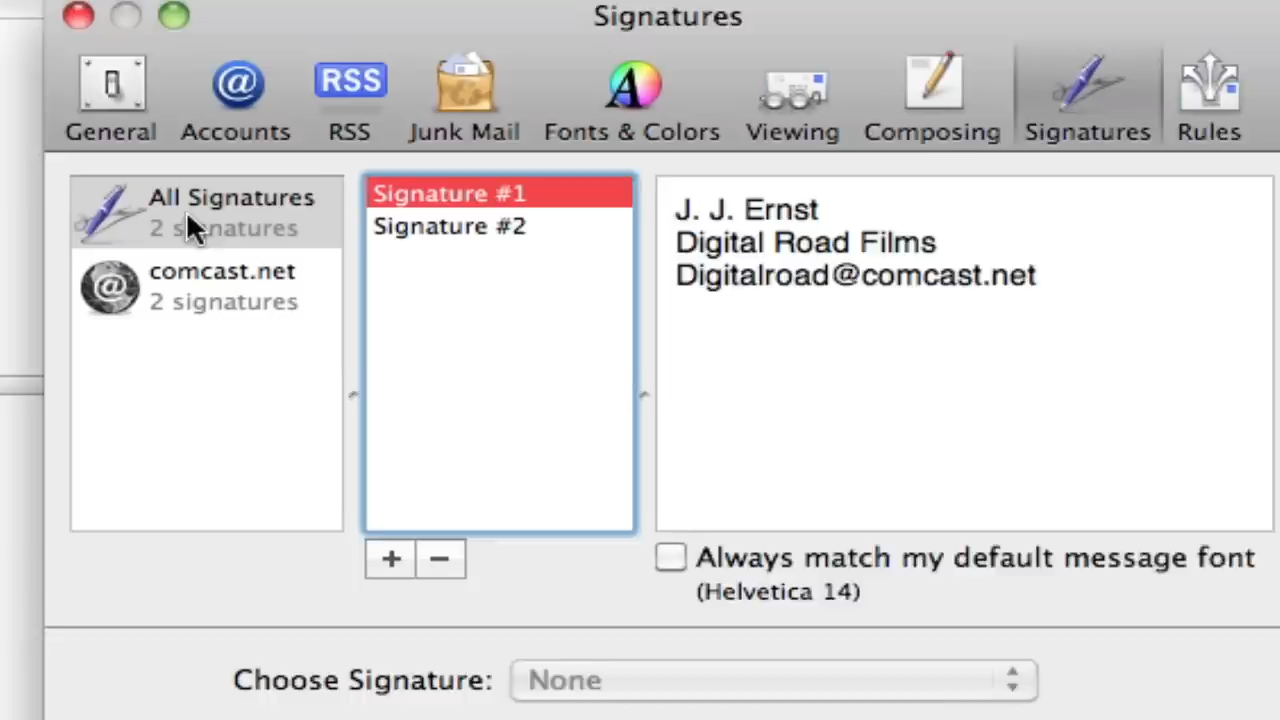 Signatures
General
Accounts
RSS
RSS
Junk Mail
A
Fonts & Colors
Viewing
Composing
Signatures
Rules
All Signatures
2 signatures
@
comcast.net
2 signatures
Signature #1
Signature #2
J. J. Ernst
Digital Road Films
Digitalroad@comcast.net
+ −
Always match my default message font
(Helvetica 14)
Choose Signature: None